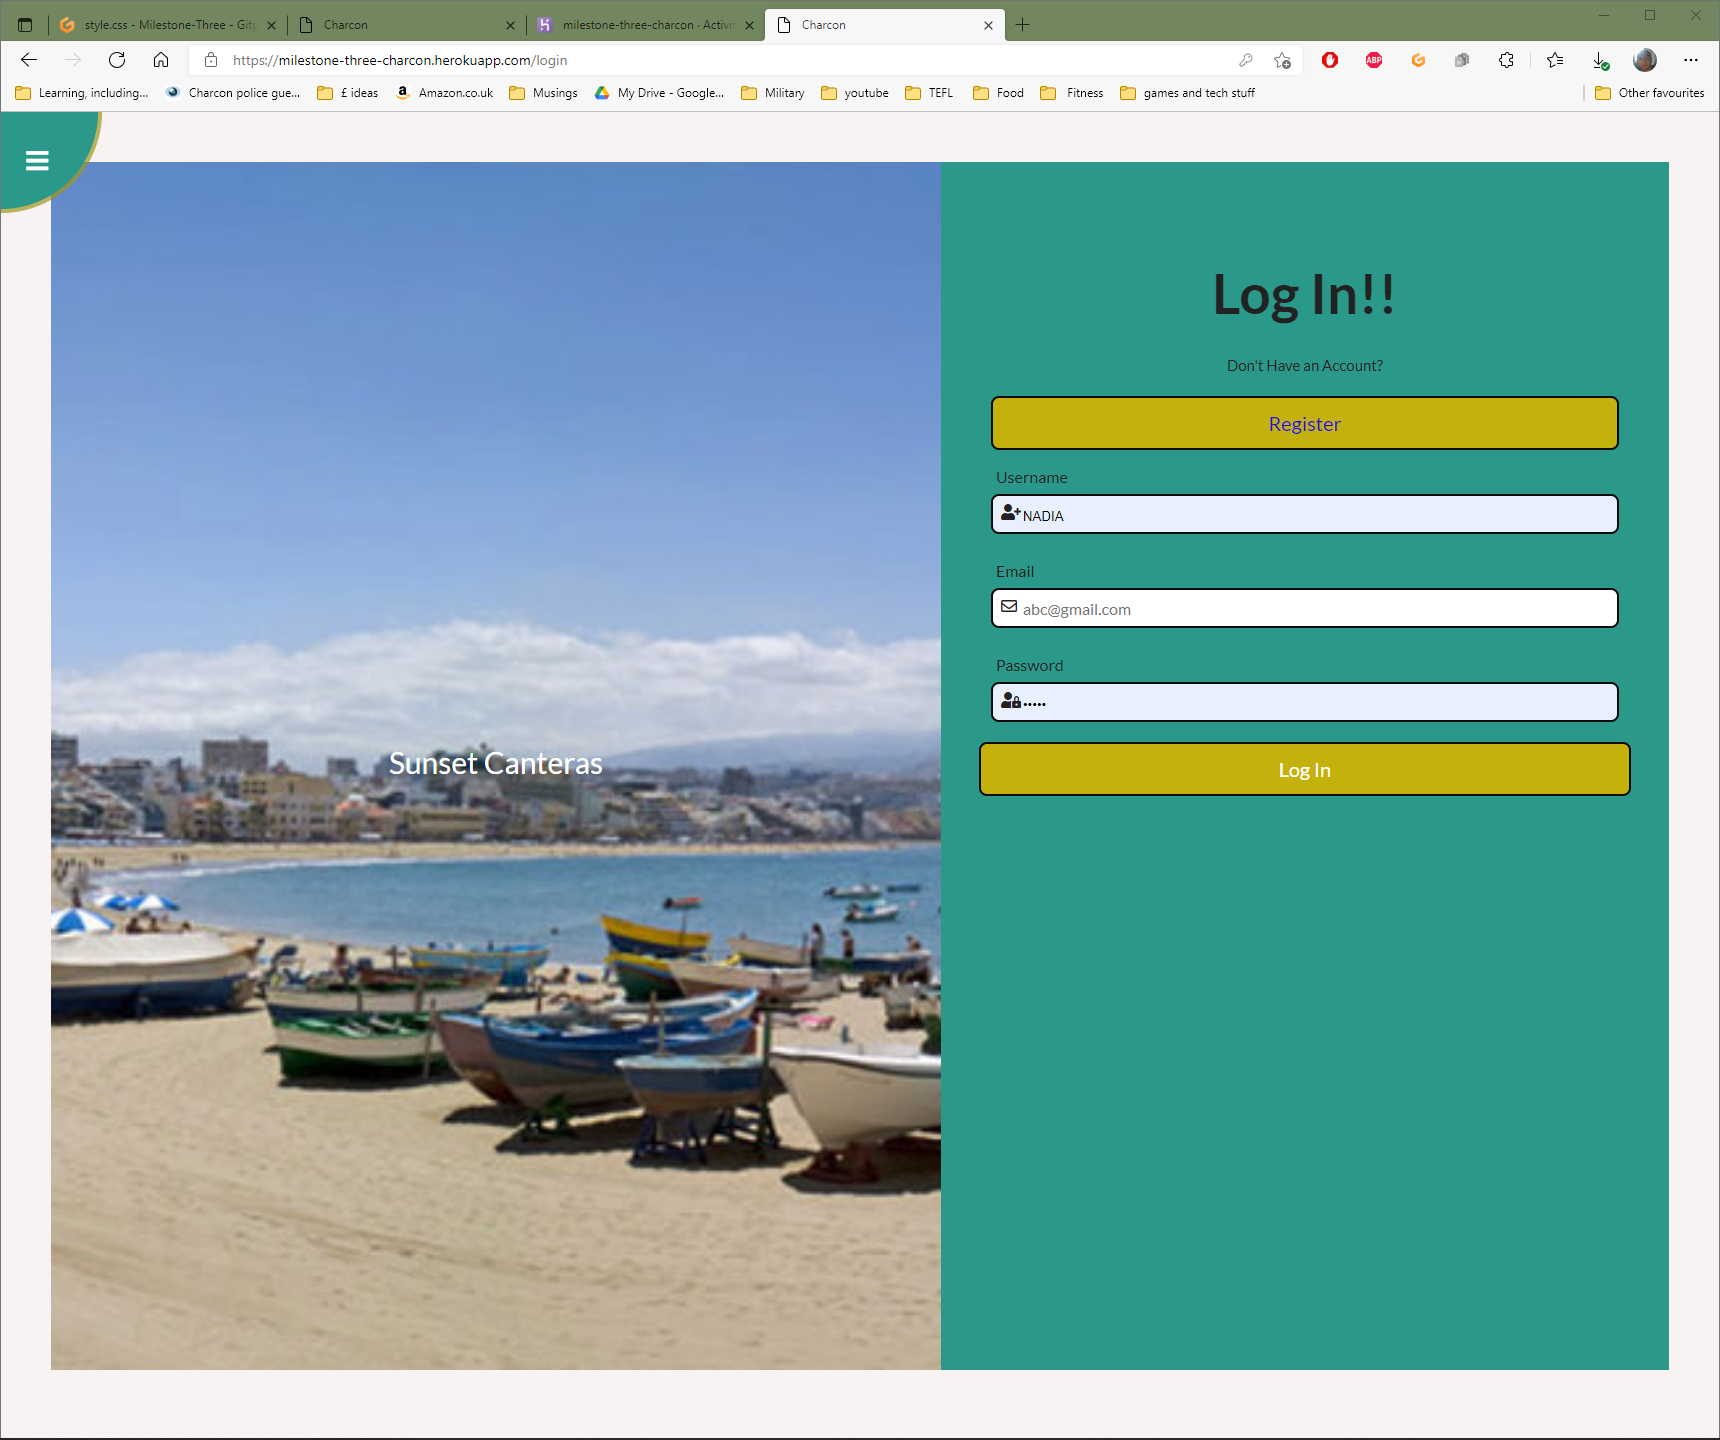 style.css - Milestone-Three - Gitp
Charcon
milestone-three-charcon · Activit
Charcon
https://milestone-three-charcon.herokuapp.com/login
ABP
Learning, including...
Charcon police gue...
£ ideas
Amazon.co.uk
Musings
My Drive - Google...
Military
youtube
TEFL
Food
Fitness
games and tech stuff
Other favourites
Log In!!
Don't Have an Account?
Register
Username
NADIA
Email
abc@gmail.com
Password
•••••
Log In
Sunset Canteras